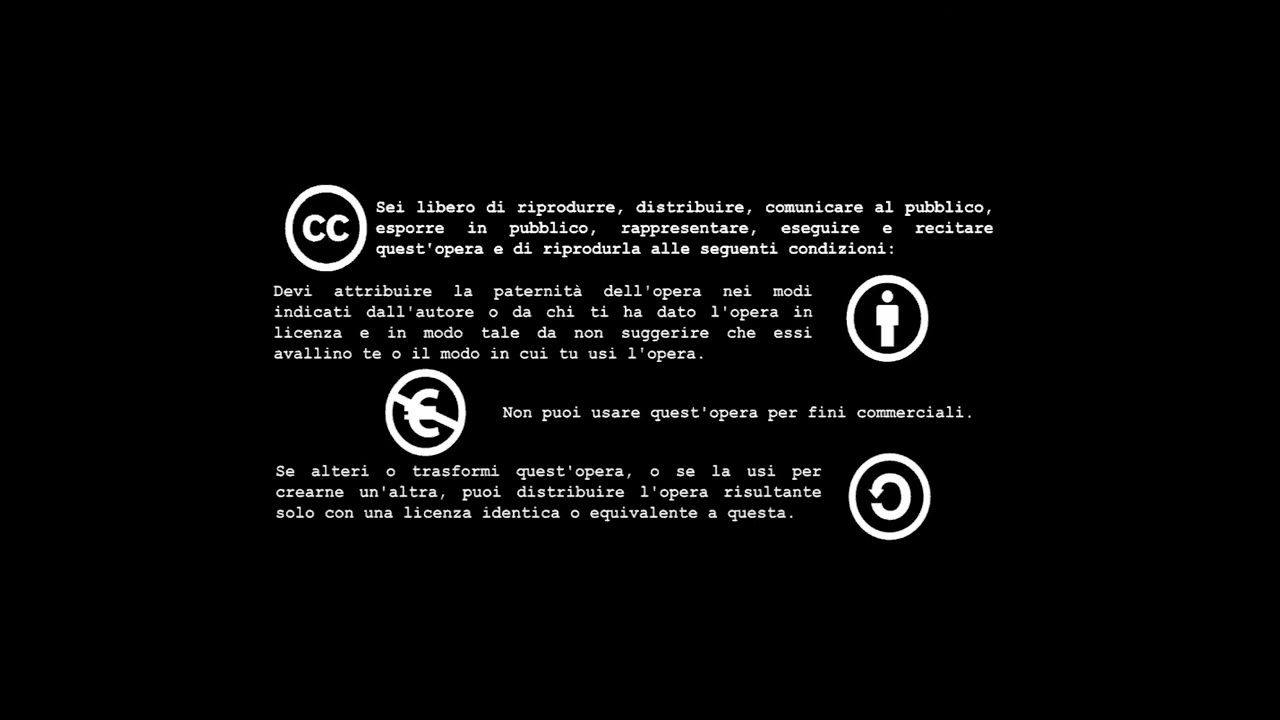 cc
Sei libero di riprodurre, distribuire, comunicare al pubblico,
esporre in pubblico, rappresentare, eseguire e recitare
quest'opera e di riprodurla alle seguenti condizioni:
Devi attribuire la paternità dell'opera nei modi
indicati dall'autore o da chi ti ha dato l'opera in
licenza e in modo tale da non suggerire che essi
avallino te o il modo in cui tu usi l'opera.
€
Non puoi usare quest'opera per fini commerciali.
Se alteri o trasformi quest'opera, o se la usi per
crearne un'altra, puoi distribuire l'opera risultante
solo con una licenza identica o equivalente a questa.